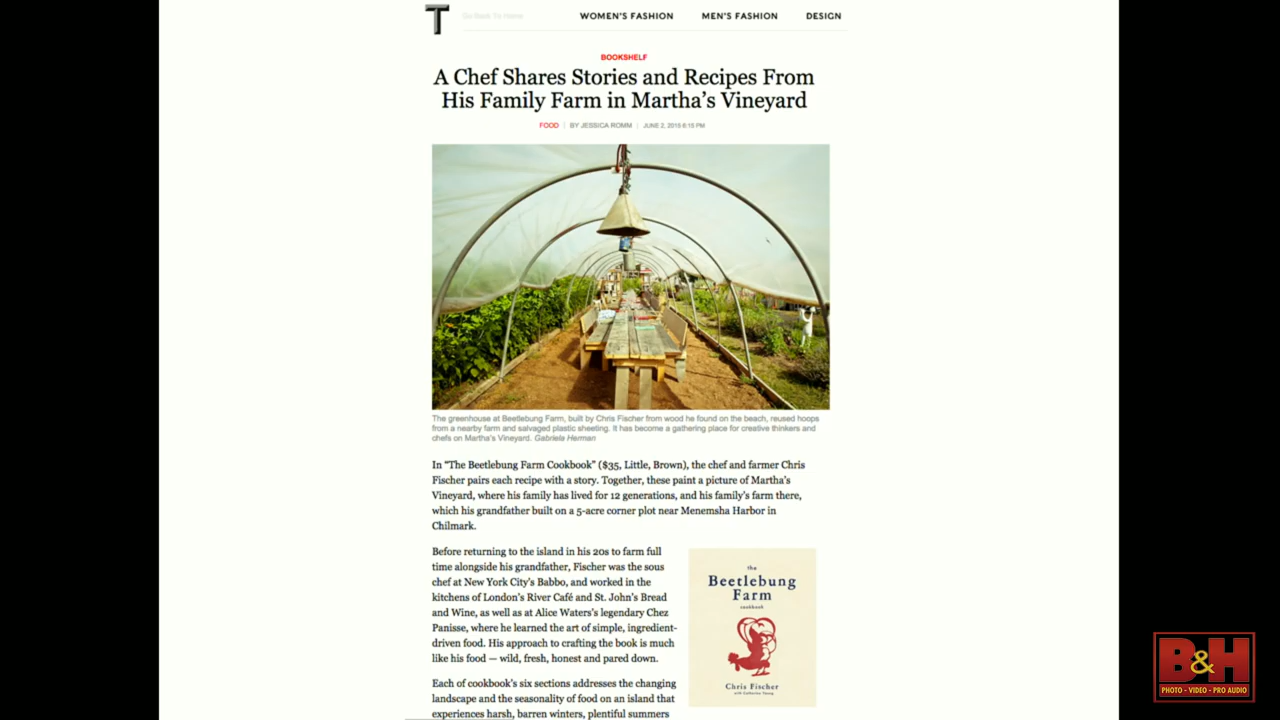 T
Go Back To Home
WOMEN'S FASHION
MEN'S FASHION
DESIGN
BOOKSHELF
A Chef Shares Stories and Recipes From
His Family Farm in Martha's Vineyard
FOOD | BY JESSICA ROMM | JUNE 2, 2015 6:15 PM
The greenhouse at Beetlebung Farm, built by Chris Fischer from wood he found on the beach, reused hoops
from a nearby farm and salvaged plastic sheeting. It has become a gathering place for creative thinkers and
chefs on Martha's Vineyard. Gabriela Herman
In “The Beetlebung Farm Cookbook” ($35, Little, Brown), the chef and farmer Chris
Fischer pairs each recipe with a story. Together, these paint a picture of Martha's
Vineyard, where his family has lived for 12 generations, and his family's farm there,
which his grandfather built on a 5-acre corner plot near Menemsha Harbor in
Chilmark.
Before returning to the island in his 20s to farm full
time alongside his grandfather, Fischer was the sous
chef at New York City's Babbo, and worked in the
kitchens of London's River Café and St. John's Bread
and Wine, as well as at Alice Waters's legendary Chez
Panisse, where he learned the art of simple, ingredient-
driven food. His approach to crafting the book is much
like his food — wild, fresh, honest and pared down.
Each of cookbook's six sections addresses the changing
landscape and the seasonality of food on an island that
experiences harsh, barren winters, plentiful summers
the
Beetlebung
Farm
cookbook
Chris Fischer
with Catherine Young
B&H
PHOTO - VIDEO - PRO AUDIO